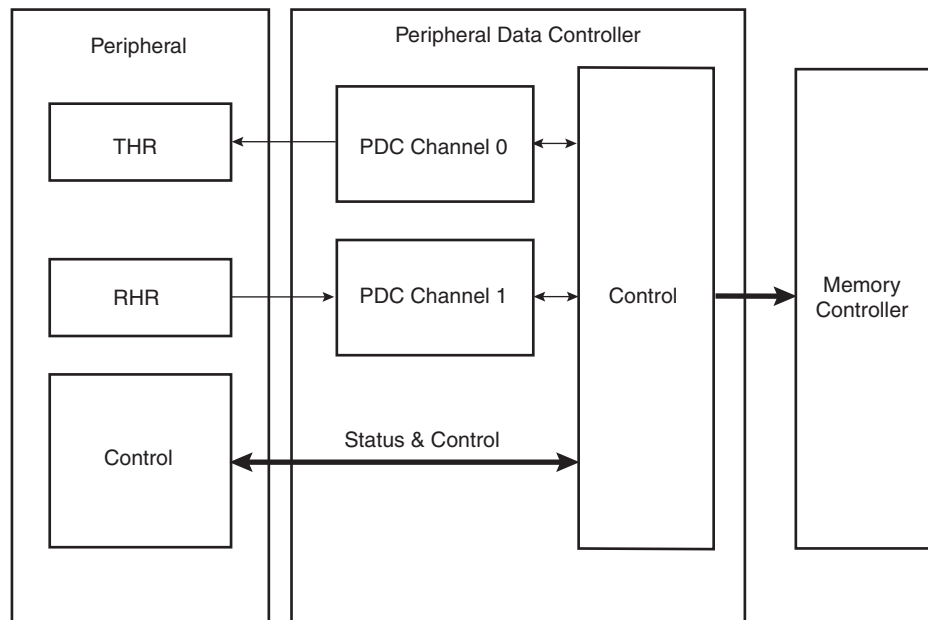 Peripheral
Peripheral Data Controller
THR
PDC Channel 0
RHR
PDC Channel 1
Control
Memory
Controller
Control
Status & Control